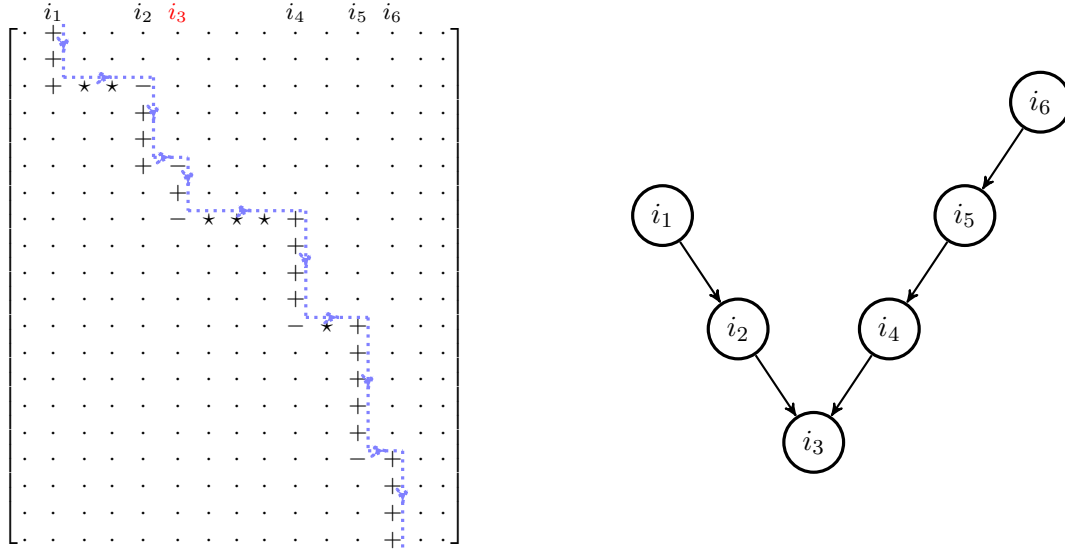 i₁ i₂ i₃ i₄ i₅ i₆
· + · · · · · · · · · · · · ·
· + · · · · · · · · · · · · ·
· + ⋆ ⋆ − · · · · · · · · · ·
· · · · + · · · · · · · · · ·
· · · · + · · · · · · · · · ·
· · · · + − · · · · · · · · ·
· · · · · + · · · · · · · · ·
· · · · · − ⋆ ⋆ ⋆ + · · · · ·
· · · · · · · · · + · · · · ·
· · · · · · · · · + · · · · ·
· · · · · · · · · + · · · · ·
· · · · · · · · · − ⋆ + · · ·
· · · · · · · · · · · + · · ·
· · · · · · · · · · · + · · ·
· · · · · · · · · · · + · · ·
· · · · · · · · · · · + · · ·
· · · · · · · · · · · − + · ·
· · · · · · · · · · · · + · ·
· · · · · · · · · · · · + · ·
· · · · · · · · · · · · + · ·
i₆
i₁ i₅
i₂ i₄
i₃